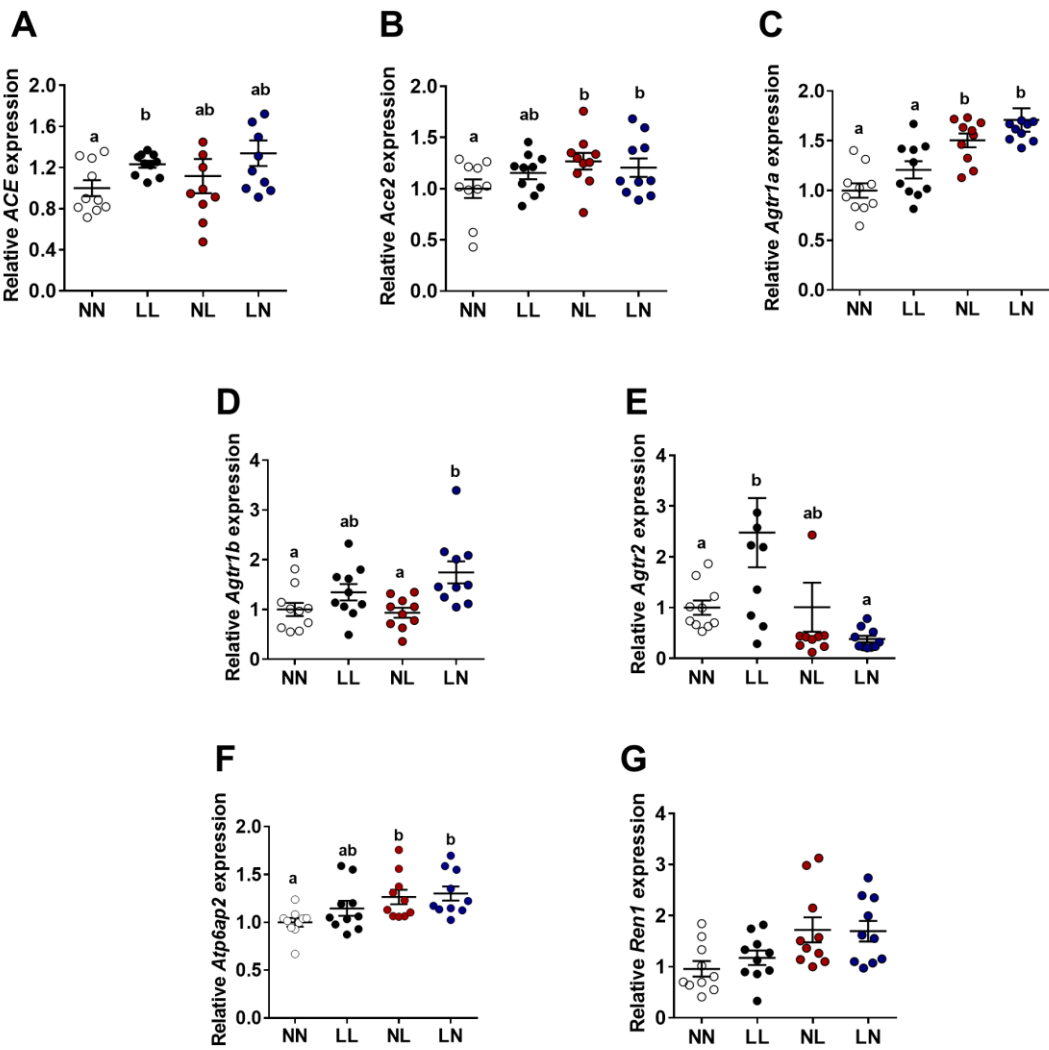 A
Relative ACE expression
2.0
1.6
1.2
0.8
0.4
0.0
a
b
ab
ab
NN LL NL LN
B
Relative Ace2 expression
2.0
1.5
1.0
0.5
0.0
a
ab
b
b
NN LL NL LN
C
Relative Agtr1a expression
2.0
1.5
1.0
0.5
0.0
a
a
b
b
NN LL NL LN
D
Relative Agtr1b expression
4
3
2
1
0
a
ab
a
b
NN LL NL LN
E
Relative Agtr2 expression
4
3
2
1
0
a
b
ab
a
NN LL NL LN
F
Relative Atp6ap2 expression
2.0
1.5
1.0
0.5
0.0
a
ab
b
b
NN LL NL LN
G
Relative Ren1 expression
4
3
2
1
0
NN LL NL LN